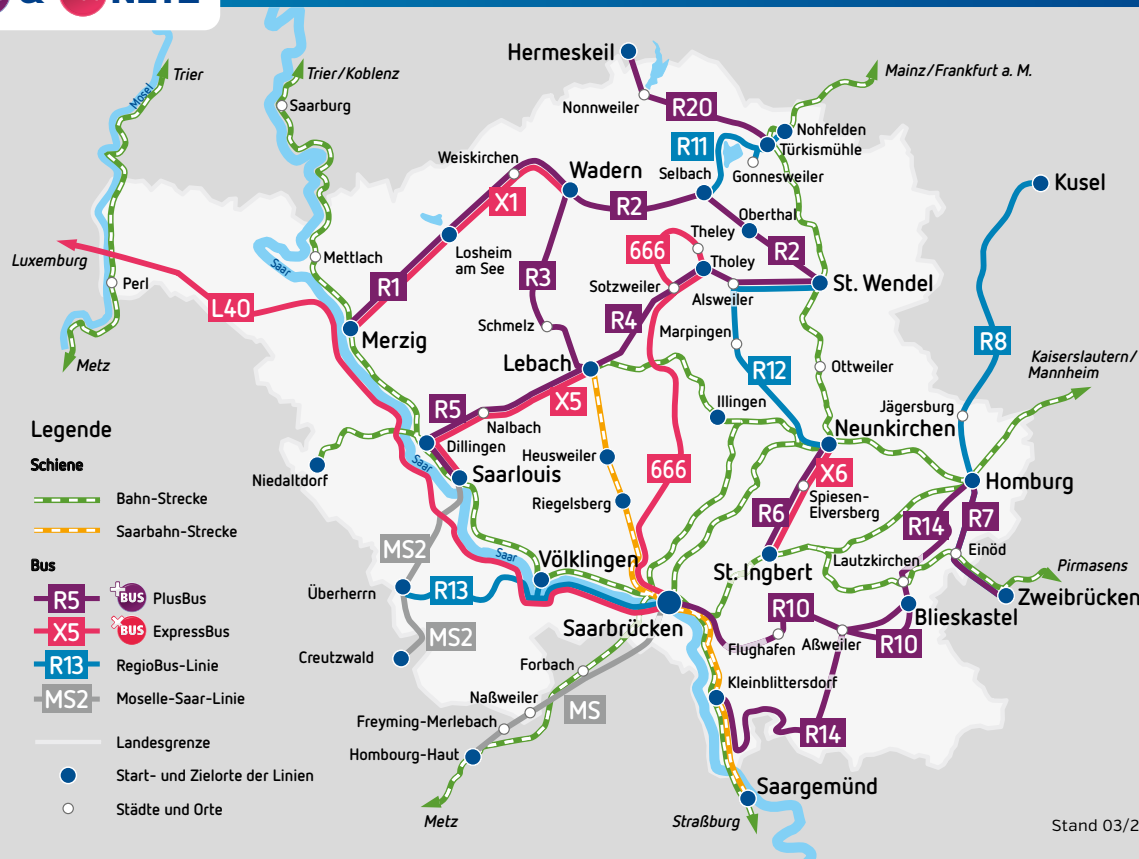 & NETZ
Hermeskeil
Trier
Trier/Koblenz
Mainz/Frankfurt a. M.
Mosel
Saarburg
Nonnweiler
R20
Nohfelden
R11
Türkismühle
Weiskirchen
Wadern
Selbach
Gonnesweiler
Kusel
X1
R2
Oberthal
Theley
666
R2
Luxemburg
Mettlach
Saar
Losheim
am See
Tholey
Perl
R1
R3
Sotzweiler
St. Wendel
L40
Alsweiler
R4
Schmelz
Marpingen
Merzig
R8
Metz
Lebach
Kaiserslautern/
Mannheim
R12
Ottweiler
R5
X5
Illingen
Jägersburg
Nalbach
Neunkirchen
Legende
Schiene
Dillingen
Heusweiler
Saar
666
X6
Niedaltdorf
Saarlouis
Homburg
Bahn-Strecke
Spiesen-
Elversberg
Riegelsberg
R6
R14
R7
Saarbahn-Strecke
MS2
Saar
Völklingen
Einöd
Bus
St. Ingbert
Lautzkirchen
Pirmasens
R5
+BUS
PlusBus
Überherrn
R13
Zweibrücken
X5
×BUS
ExpressBus
Saarbrücken
R10
Blieskastel
MS2
Flughafen
Aßweiler
R10
R13
RegioBus-Linie
Creutzwald
Forbach
Kleinblittersdorf
MS2
Moselle-Saar-Linie
Naßweiler
MS
Freyming-Merlebach
R14
Landesgrenze
Hombourg-Haut
Start- und Zielorte der Linien
Saargemünd
Städte und Orte
Metz
Straßburg
Stand 03/2